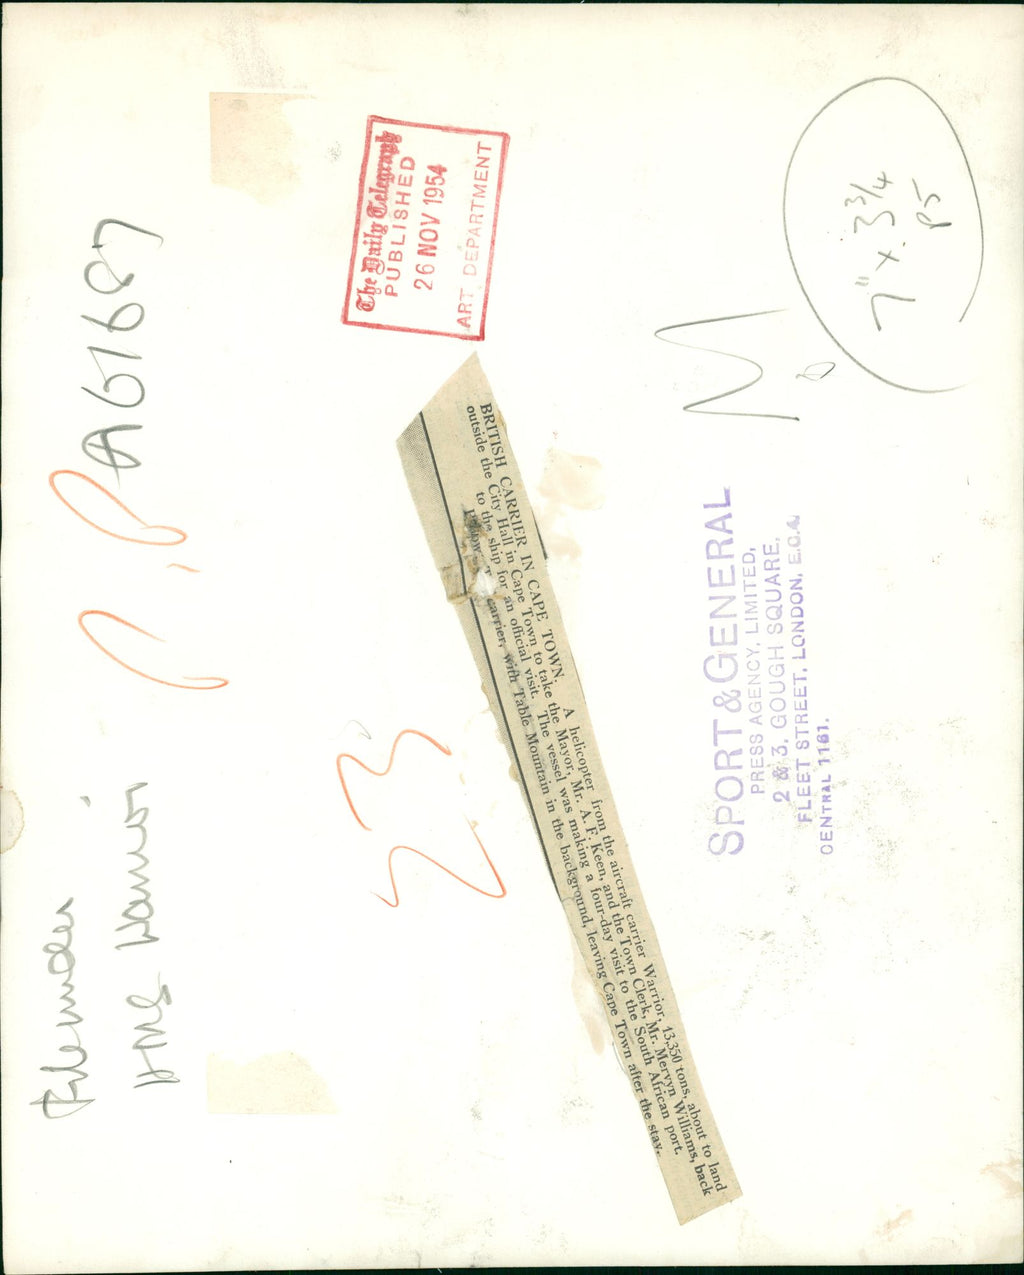 The Daily Telegraph
PUBLISHED
26 NOV 1954
ART DEPARTMENT
7" x 3 3/4
P5
M
A61687
P.P
23
HMS Warrior
BRITISH CARRIER IN CAPE TOWN. A helicopter from the aircraft carrier Warrior, 13,350 tons, about to land
outside the City Hall in Cape Town to take the Mayor, Mr. A. F. Keen, and the Town Clerk, Mr. Mervyn Williams, back
to the ship for an official visit. The vessel was making a four-day visit to the South African port.
carrier, with Table Mountain in the background, leaving Cape Town after the stay.
SPORT & GENERAL
PRESS AGENCY, LIMITED,
2 & 3, GOUGH SQUARE,
FLEET STREET, LONDON, E.C.4.
CENTRAL 1161.